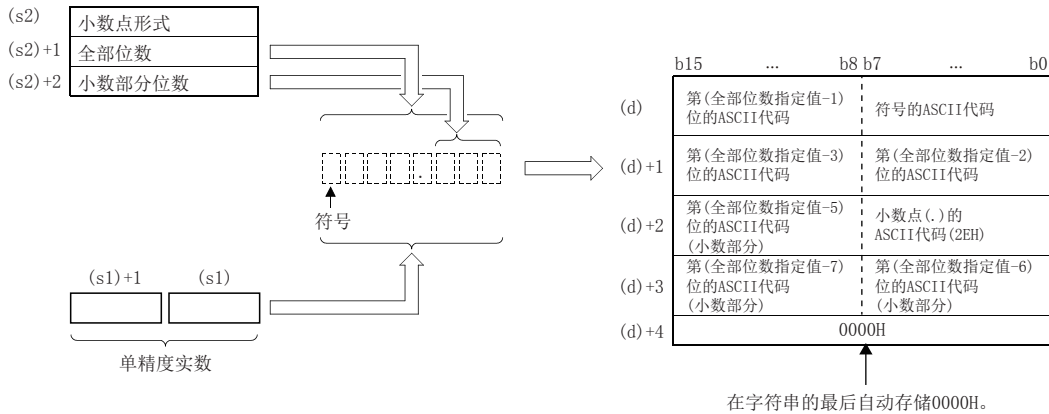 (s2)
小数点形式
(s2)+1
全部位数
(s2)+2
小数部分位数
.
符号
(s1)+1
(s1)
单精度实数
b15
...
b8
b7
...
b0
(d)
第(全部位数指定值-1)
位的ASCII代码
符号的ASCII代码
(d)+1
第(全部位数指定值-3)
位的ASCII代码
第(全部位数指定值-2)
位的ASCII代码
(d)+2
第(全部位数指定值-5)
位的ASCII代码
(小数部分)
小数点(.)的
ASCII代码(2EH)
(d)+3
第(全部位数指定值-7)
位的ASCII代码
(小数部分)
第(全部位数指定值-6)
位的ASCII代码
(小数部分)
(d)+4
0000H
在字符串的最后自动存储0000H。